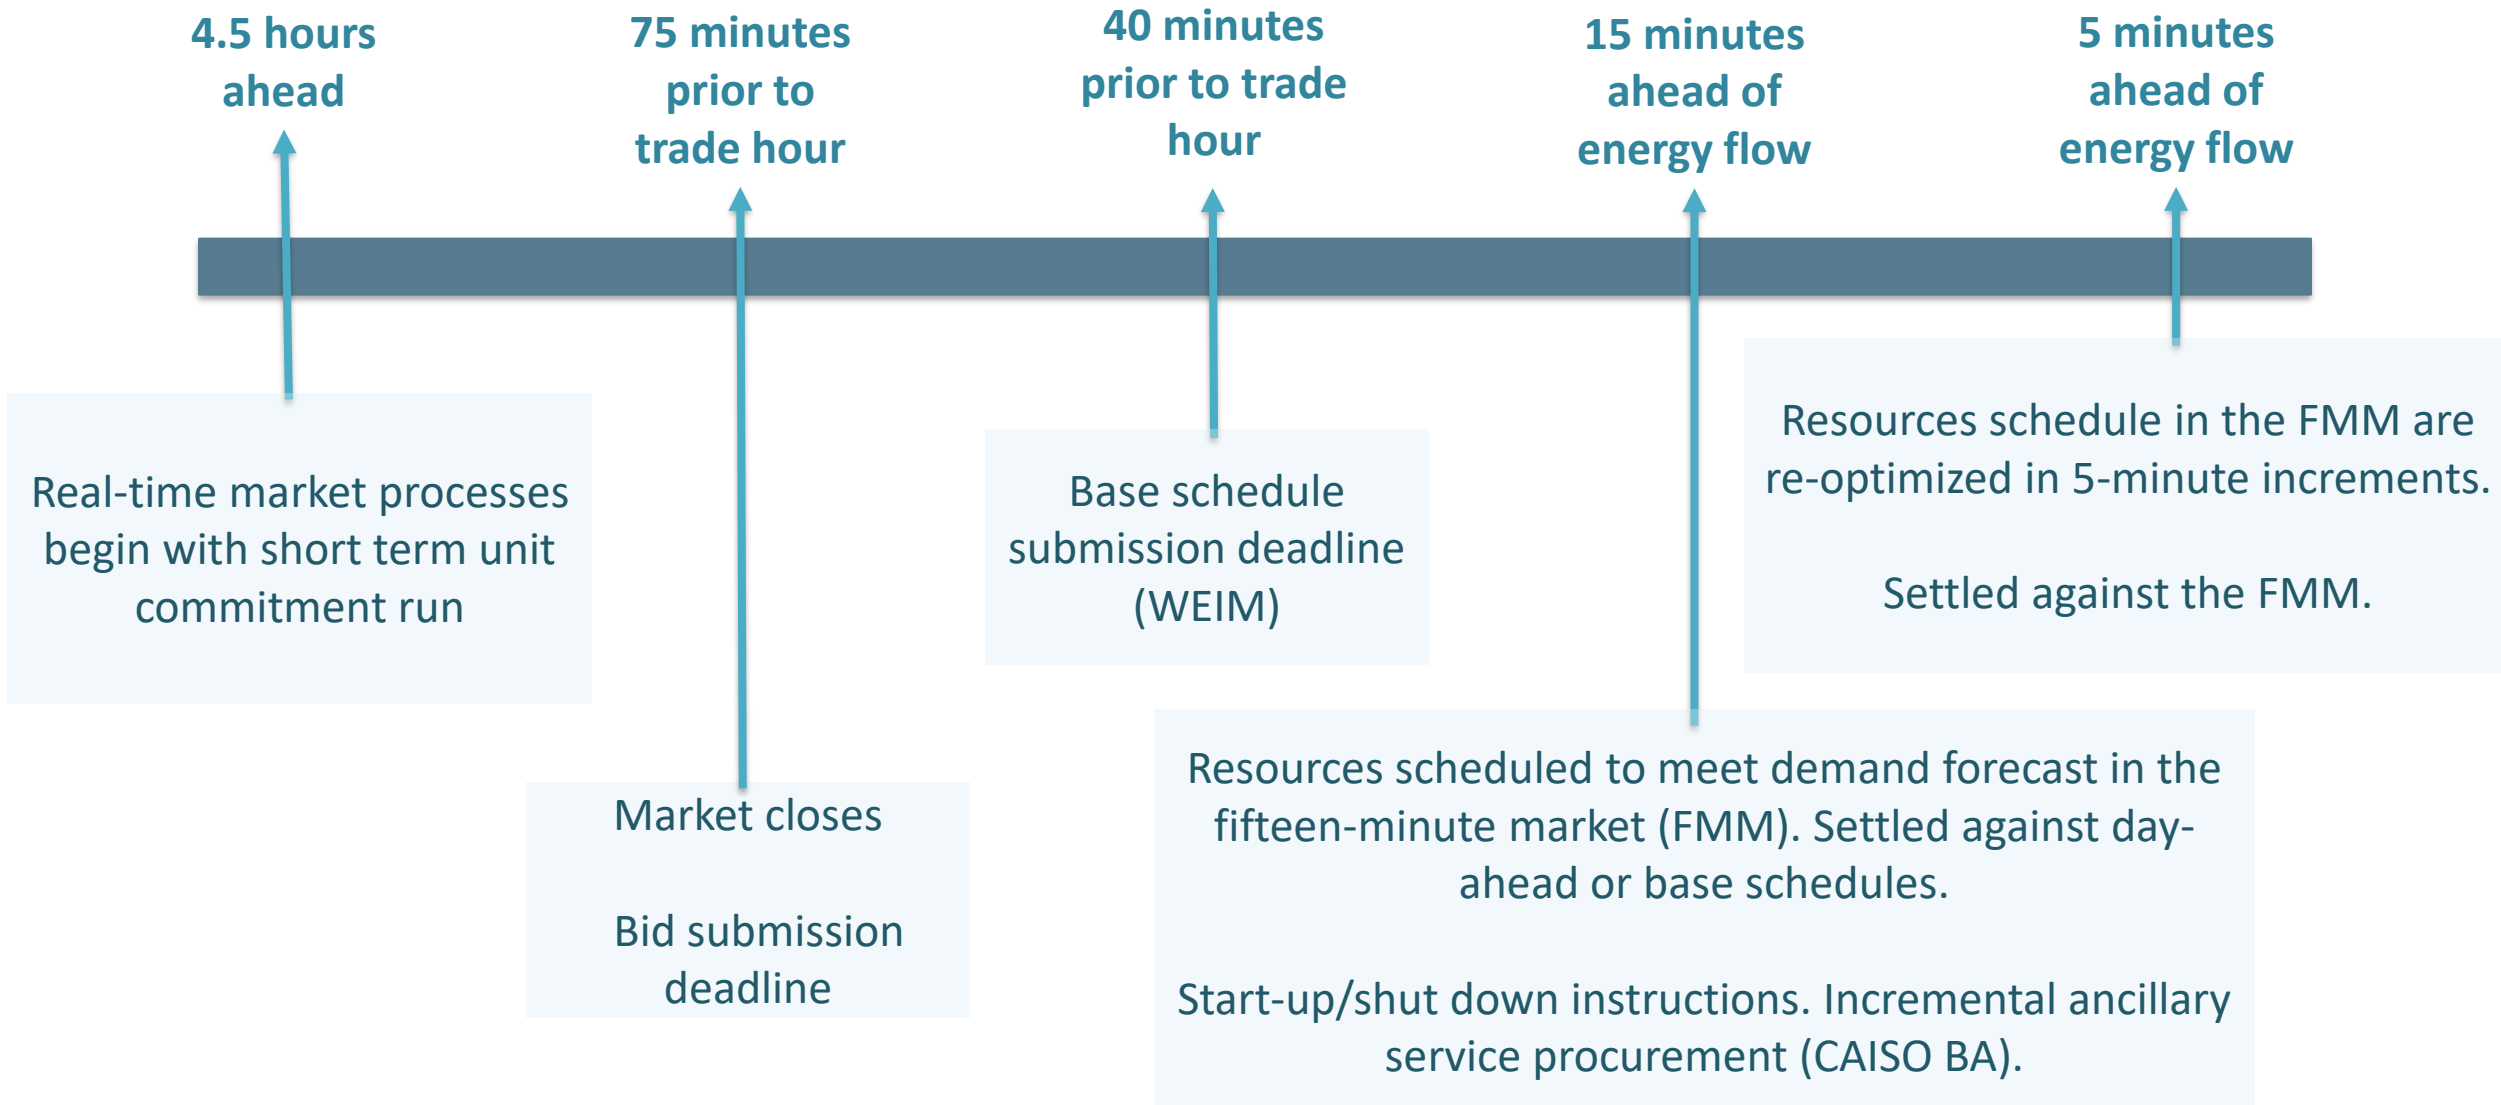 4.5 hours
ahead
75 minutes
prior to
trade hour
40 minutes
prior to trade
hour
15 minutes
ahead of
energy flow
5 minutes
ahead of
energy flow
Real-time market processes
begin with short term unit
commitment run
Market closes
Bid submission
deadline
Base schedule
submission deadline
(WEIM)
Resources scheduled to meet demand forecast in the
fifteen-minute market (FMM). Settled against day-
ahead or base schedules.
Start-up/shut down instructions. Incremental ancillary
service procurement (CAISO BA).
Resources schedule in the FMM are
re-optimized in 5-minute increments.
Settled against the FMM.